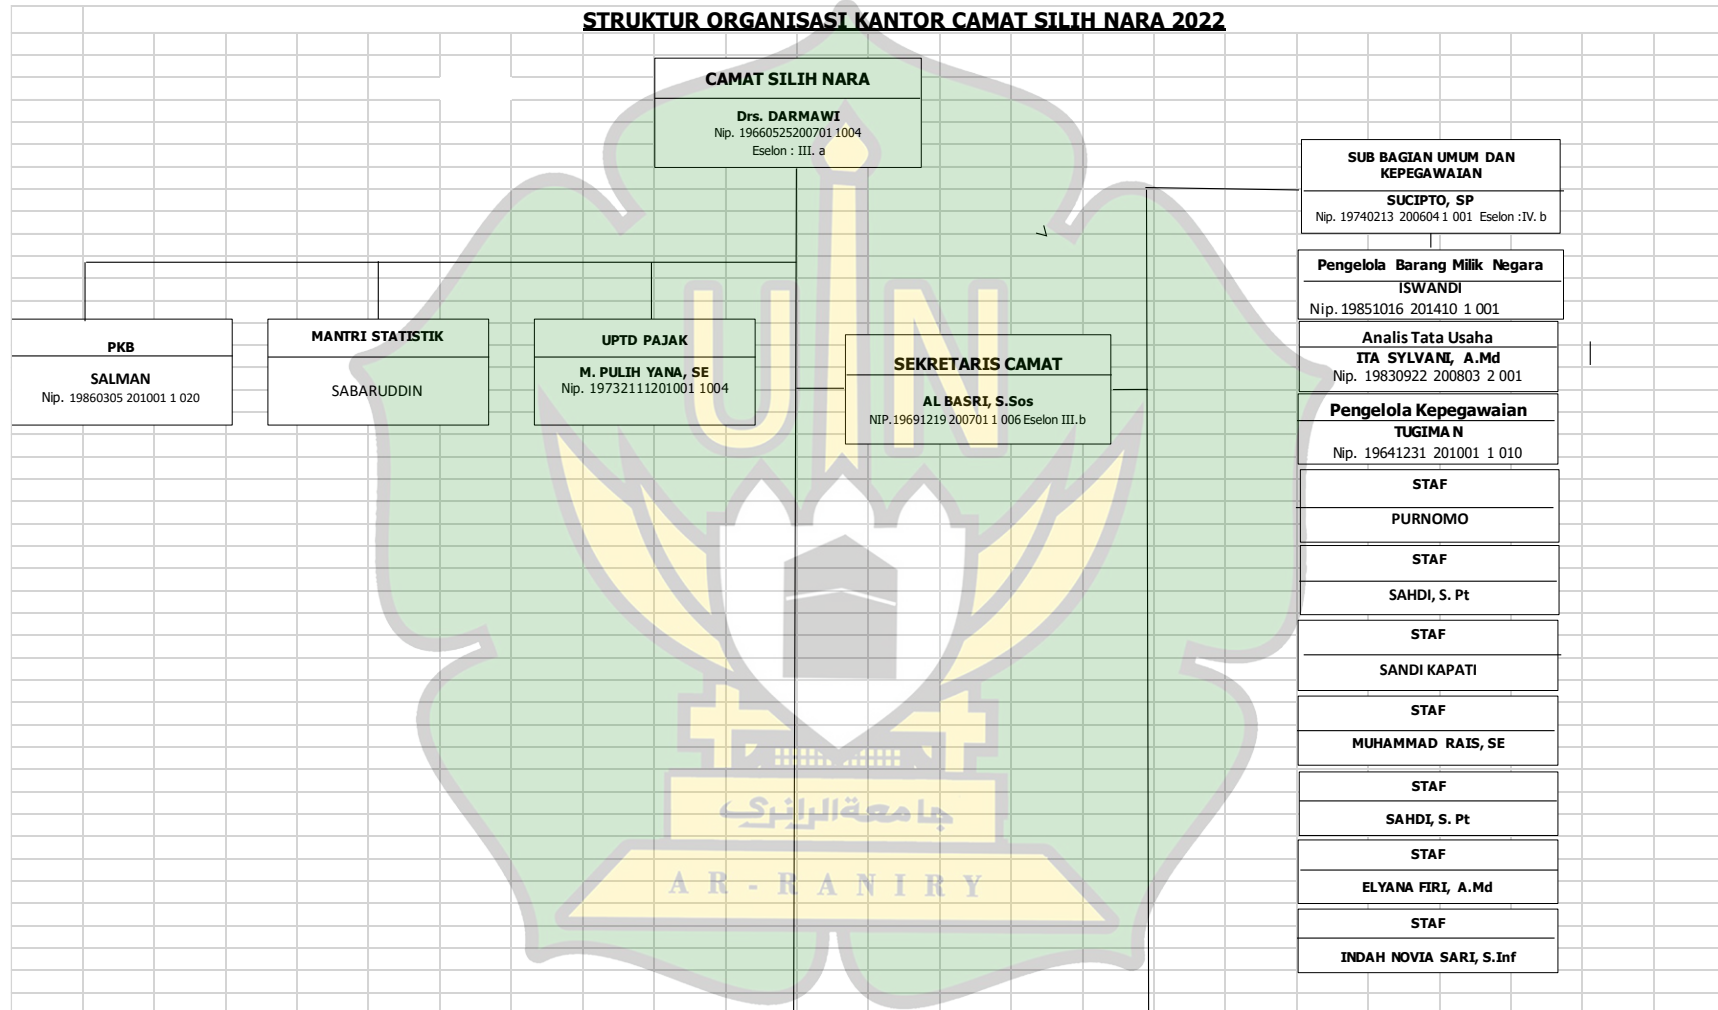 STRUKTUR ORGANISASI KANTOR CAMAT SILIH NARA 2022
CAMAT SILIH NARA
Drs. DARMAWI
Nip. 19660525200701 1004
Eselon : III. a
SUB BAGIAN UMUM DAN
KEPEGAWAIAN
SUCIPTO, SP
Nip. 19740213 200604 1 001 Eselon :IV. b
Pengelola Barang Milik Negara
ISWANDI
Nip. 19851016 201410 1 001
PKB
SALMAN
Nip. 19860305 201001 1 020
MANTRI STATISTIK
SABARUDDIN
UPTD PAJAK
M. PULIH YANA, SE
Nip. 19732111201001 1004
SEKRETARIS CAMAT
AL BASRI, S.Sos
NIP.19691219 200701 1 006 Eselon III.b
Analis Tata Usaha
ITA SYLVANI, A.Md
Nip. 19830922 200803 2 001
Pengelola Kepegawaian
TUGIMAN
Nip. 19641231 201001 1 010
STAF
PURNOMO
STAF
SAHDI, S. Pt
STAF
SANDI KAPATI
STAF
MUHAMMAD RAIS, SE
STAF
SAHDI, S. Pt
STAF
ELYANA FIRI, A.Md
STAF
INDAH NOVIA SARI, S.Inf
UIN
جامعة الرانري
AR-RANIRY